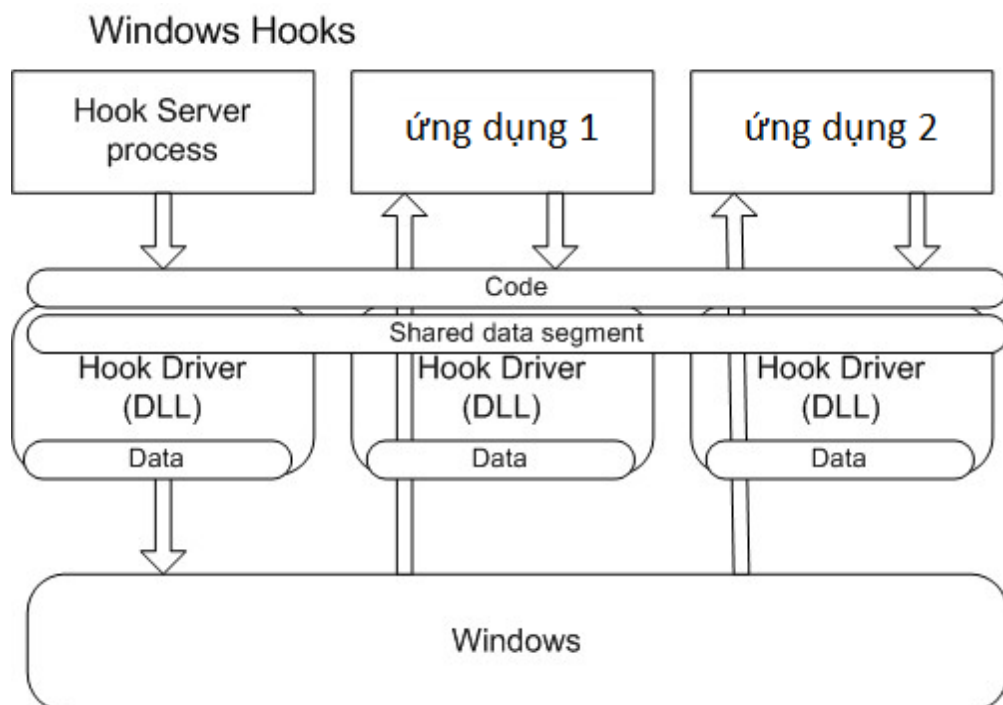 Windows Hooks
Hook Server
process
ứng dụng 1
ứng dụng 2
Code
Shared data segment
Hook Driver
(DLL)
Hook Driver
(DLL)
Hook Driver
(DLL)
Data
Data
Data
Windows